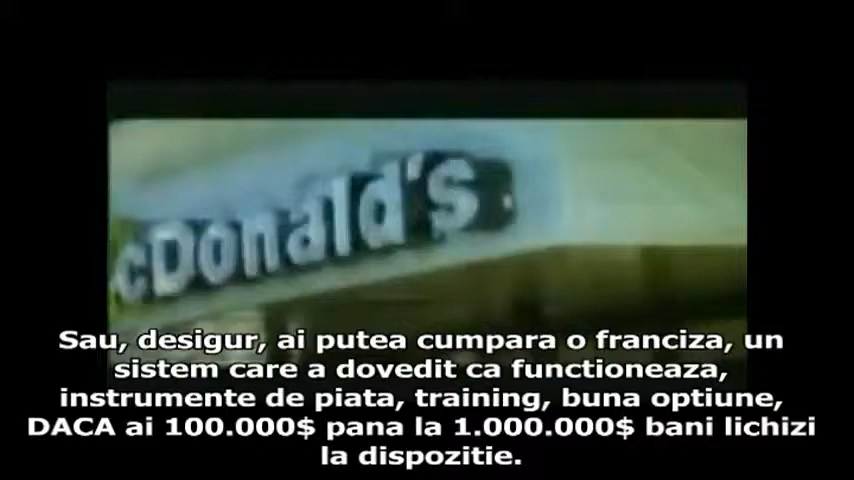 cDonald's
Sau, desigur, ai putea cumpara o franciza, un
sistem care a dovedit ca functioneaza,
instrumente de piata, training, buna optiune,
DACA ai 100.000$ pana la 1.000.000$ bani lichizi
la dispozitie.